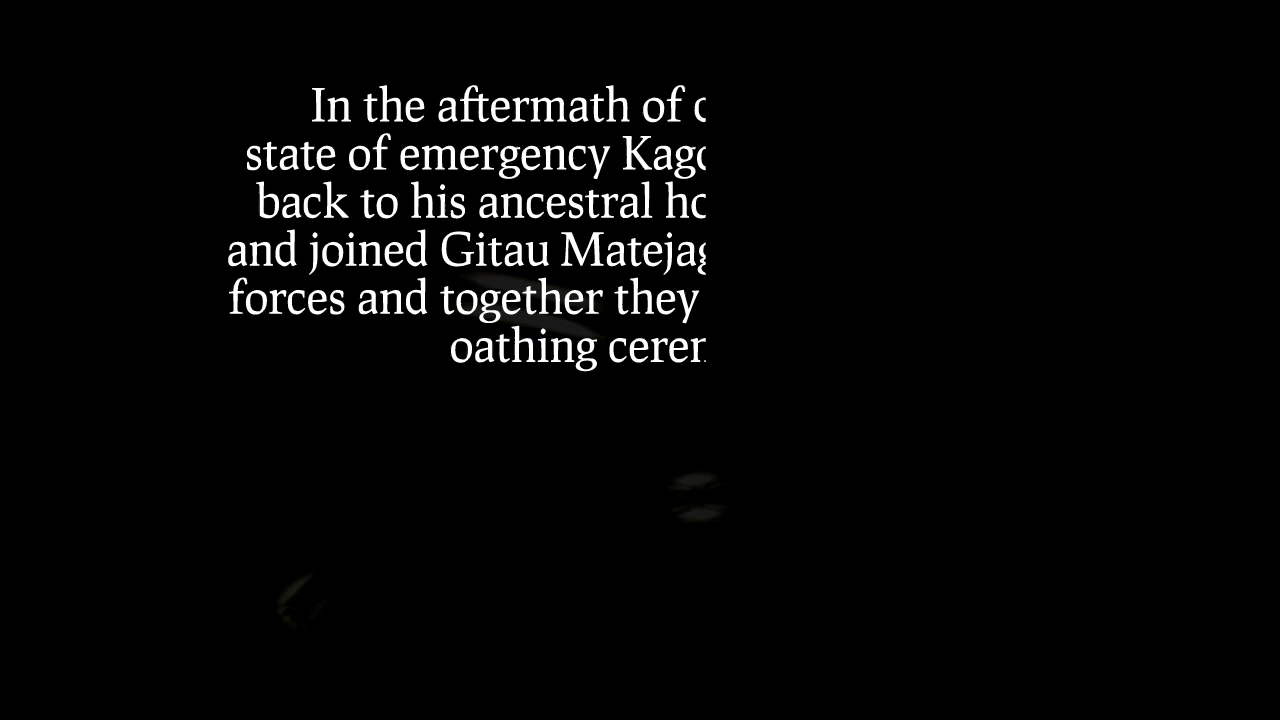 In the aftermath of
state of emergency
back to his ancestral
and joined Gitau
forces and together they
oathing